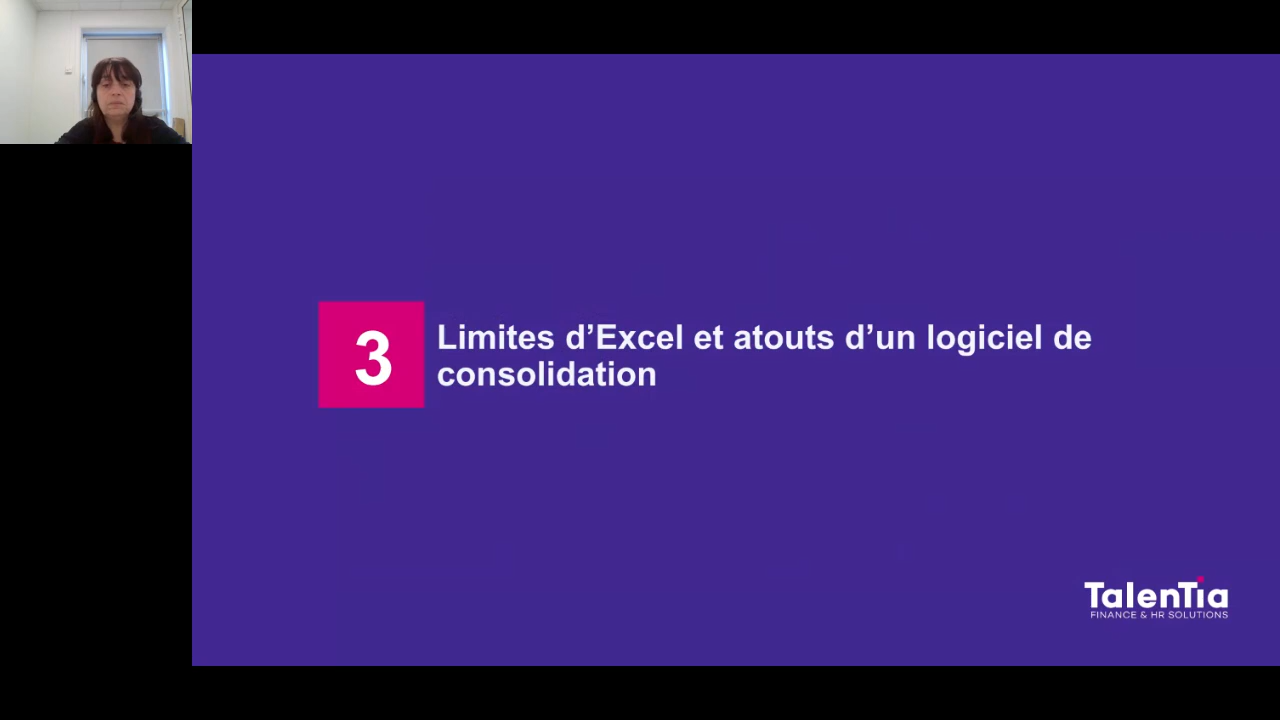 3
Limites d’Excel et atouts d’un logiciel de
consolidation
TalenTia
FINANCE & HR SOLUTIONS